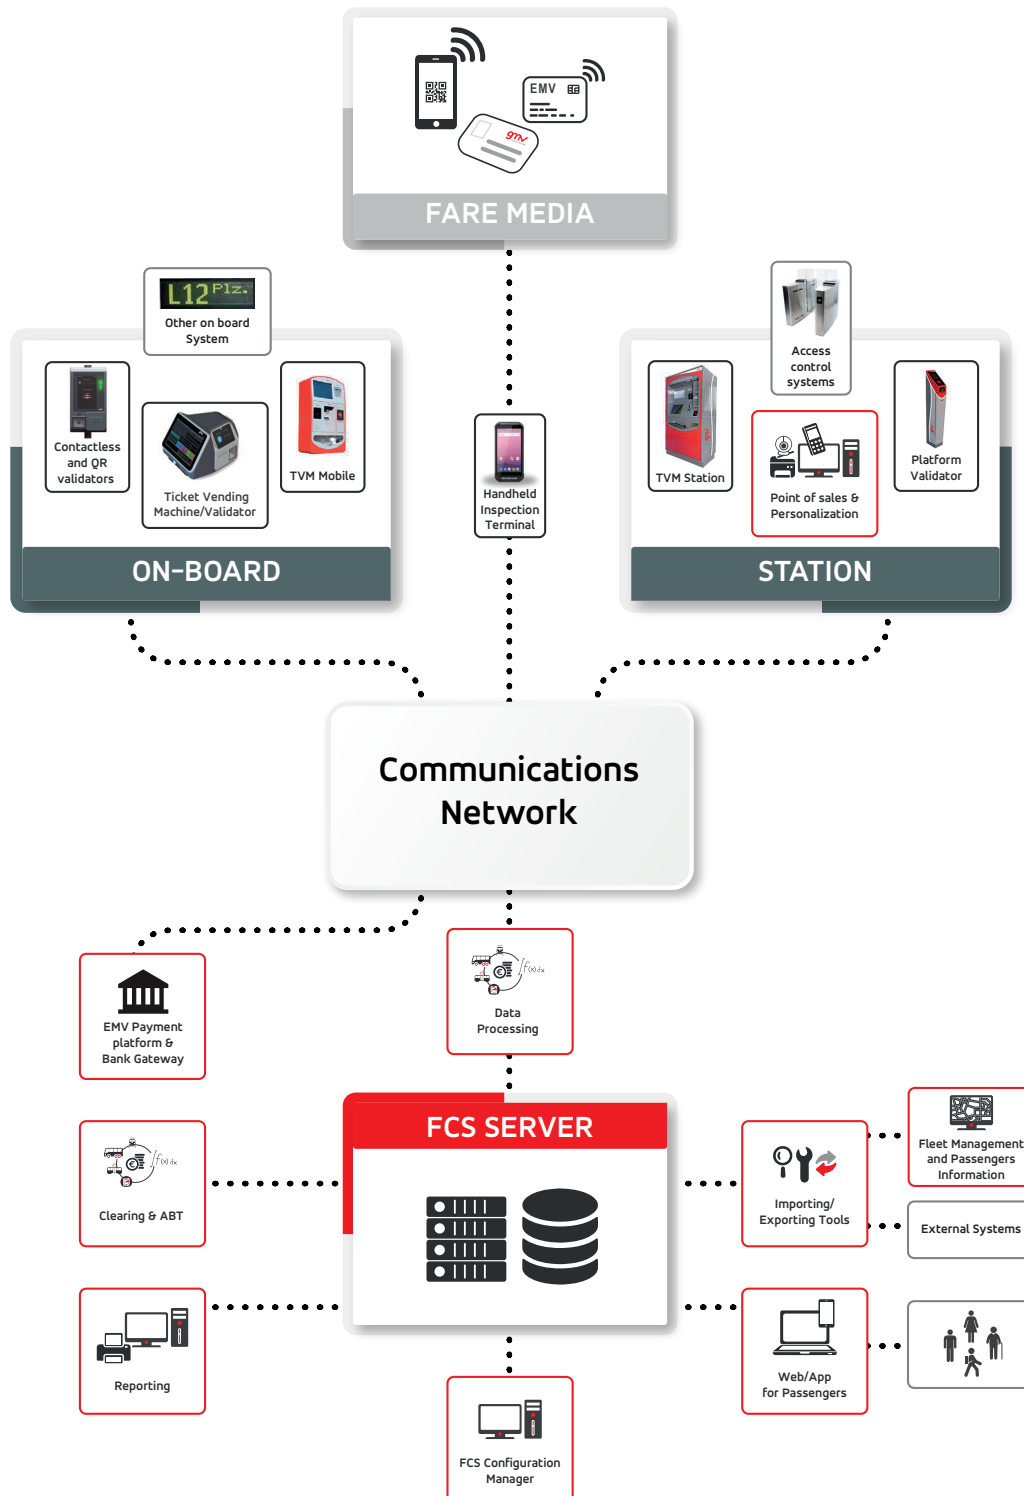 EMV
gmv
FARE MEDIA
L12 Plz.
Other on board
System
Contactless
and QR
validators
Ticket Vending
Machine/Validator
TVM Mobile
ON-BOARD
Handheld
Inspection
Terminal
Access
control
systems
TVM Station
Point of sales &
Personalization
Platform
Validator
STATION
Communications
Network
EMV Payment
platform &
Bank Gateway
f(x) dx
Data
Processing
FCS SERVER
f(x) dx
Clearing & ABT
Reporting
FCS Configuration
Manager
Importing/
Exporting Tools
Fleet Management
and Passengers
Information
External Systems
Web/App
for Passengers